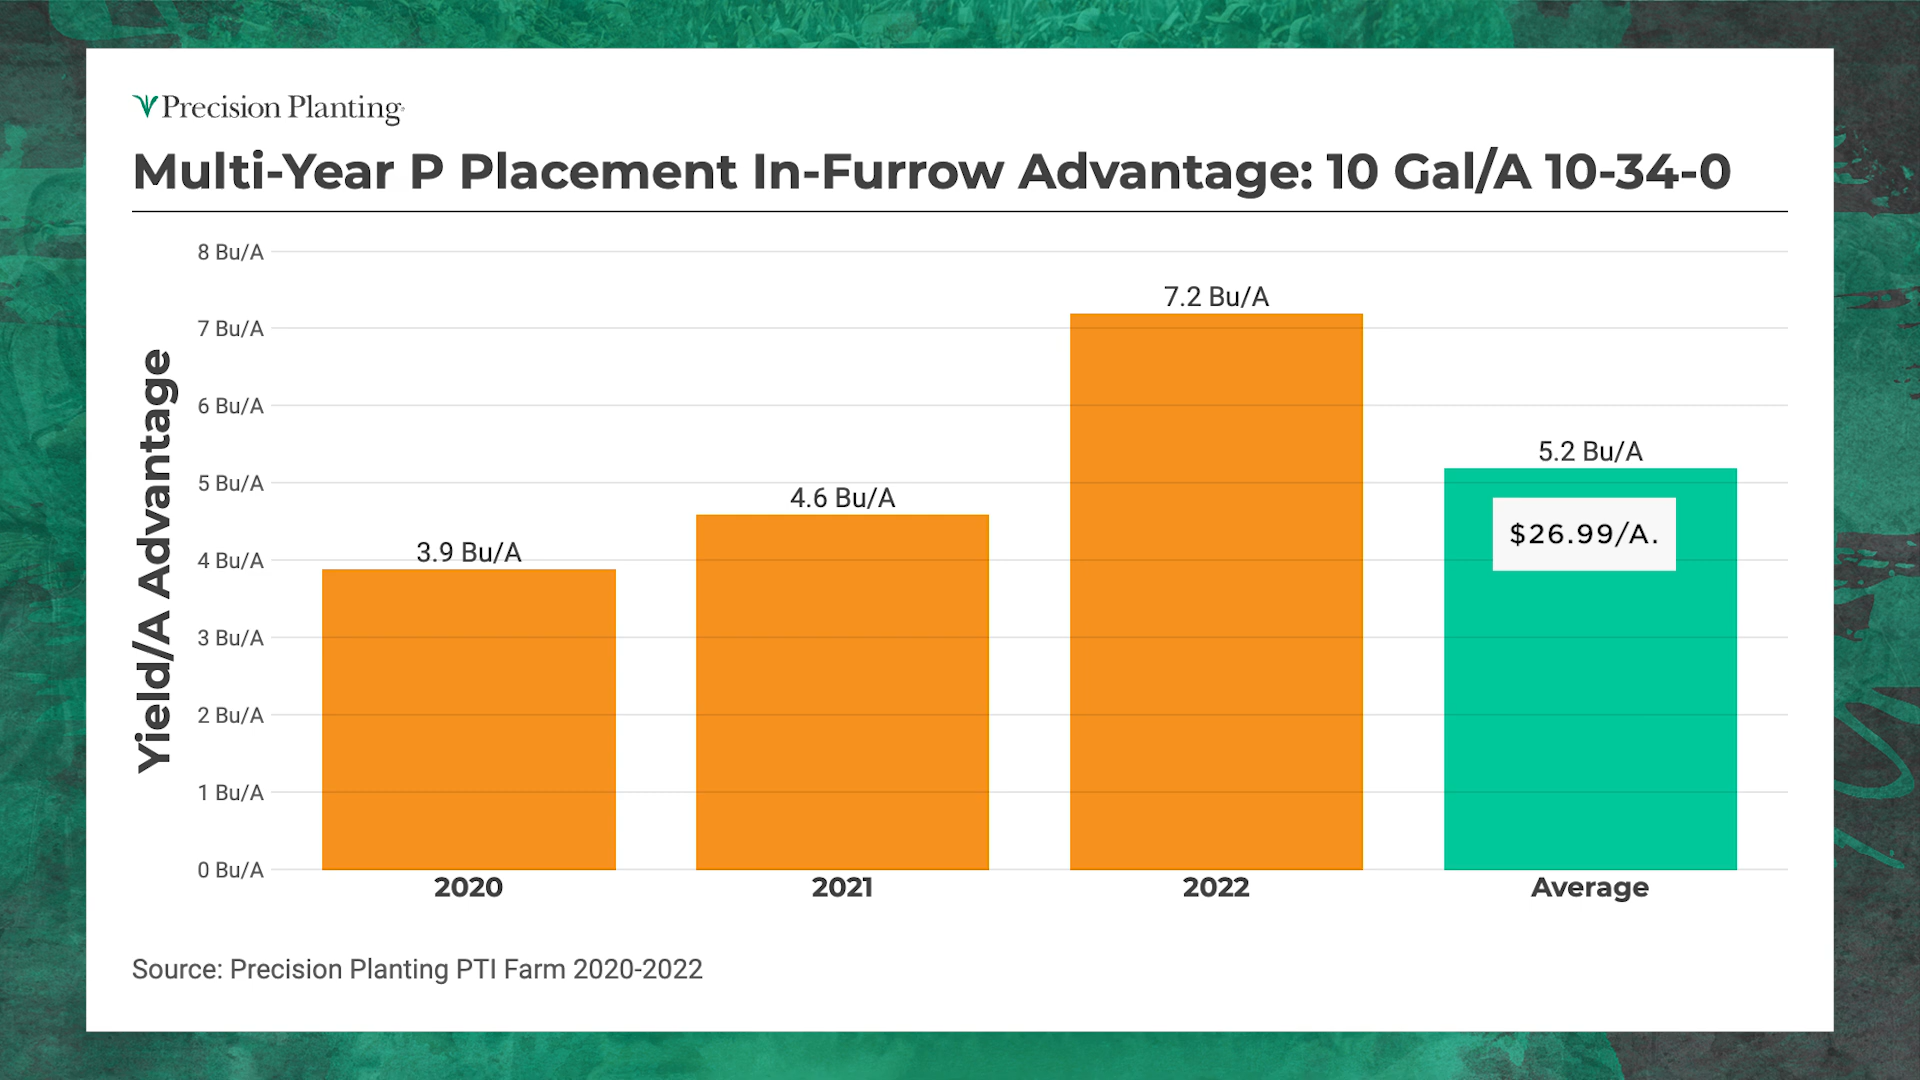 Precision Planting
Multi-Year P Placement In-Furrow Advantage: 10 Gal/A 10-34-0
Yield/A Advantage
8 Bu/A
7 Bu/A
6 Bu/A
5 Bu/A
4 Bu/A
3 Bu/A
2 Bu/A
1 Bu/A
0 Bu/A
3.9 Bu/A
4.6 Bu/A
7.2 Bu/A
5.2 Bu/A
$26.99/A.
2020
2021
2022
Average
Source: Precision Planting PTI Farm 2020-2022